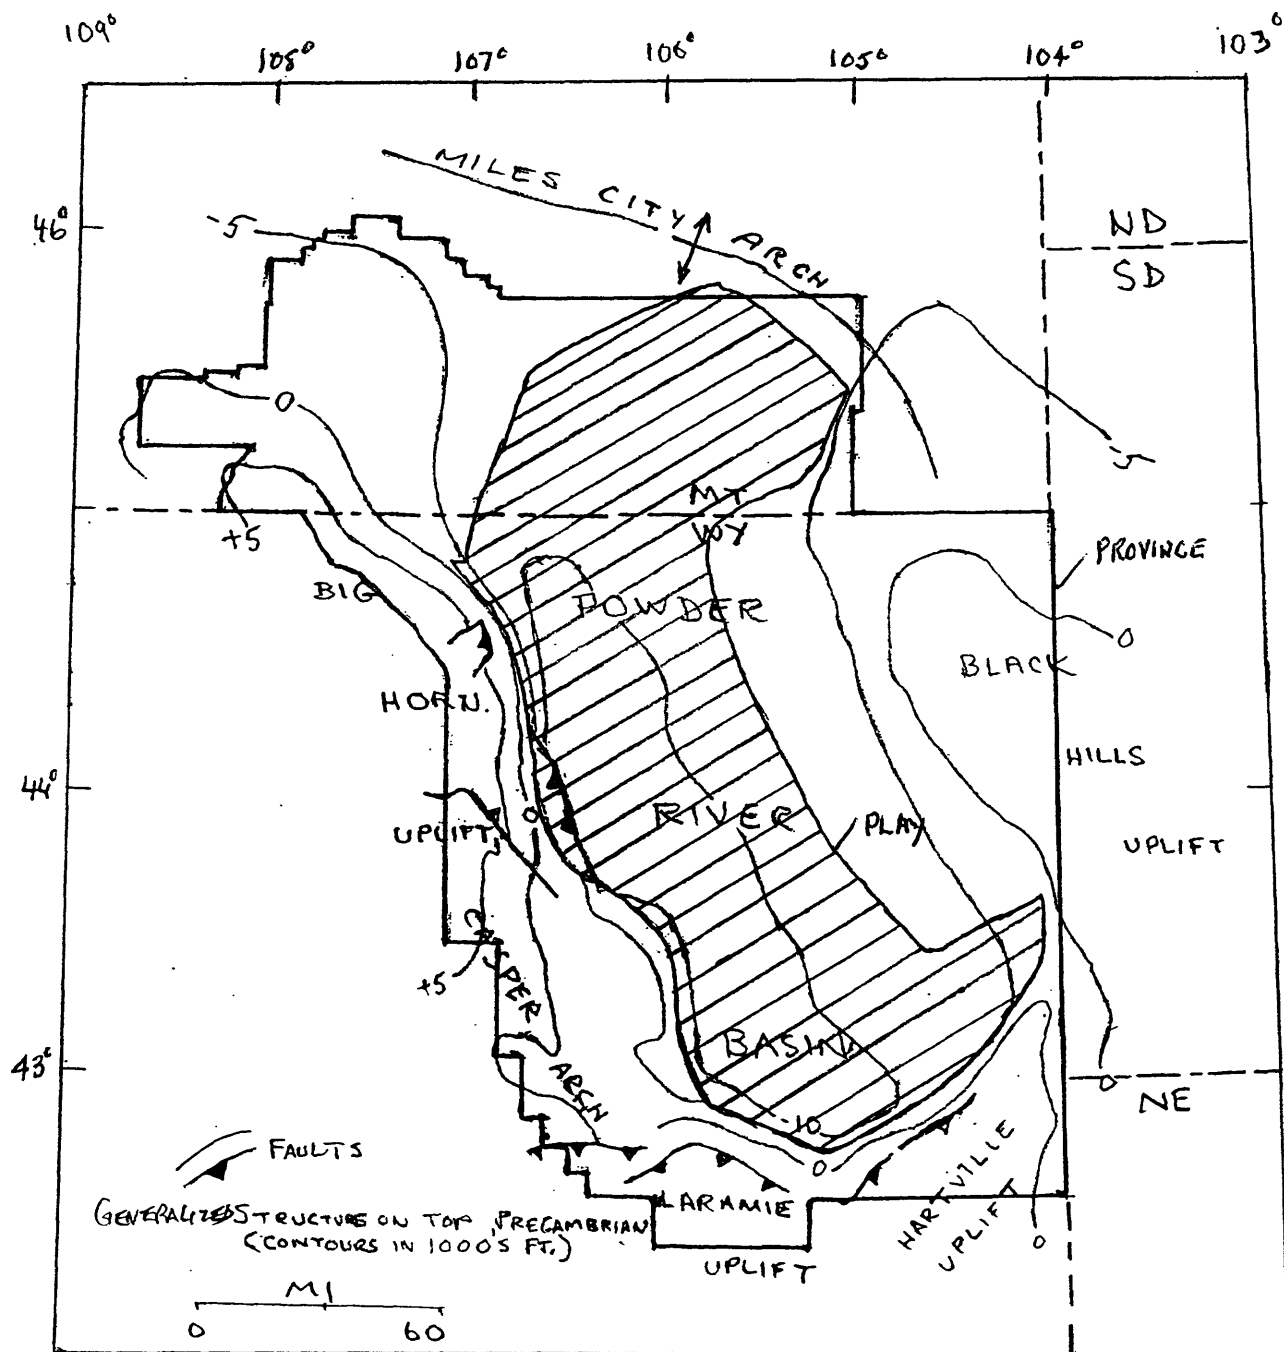 109° 108° 107° 106° 105° 104° 103°
MILES CITY ARCH
46°
-5
ND
SD
0
-5
MT
WY
+5
PROVINCE
BIG
POWDER
0
BLACK
HORN.
HILLS
44°
0
RIVER
PLAY
UPLIFT
UPLIFT
CASPER
+5
BASIN
43°
ARCH
0
NE
-10
FAULTS
0
HARTVILLE
LARAMIE
GENERALIZED STRUCTURE ON TOP PRECAMBRIAN
(CONTOURS IN 1000'S FT.)
UPLIFT
0
UPLIFT
MI
0 60